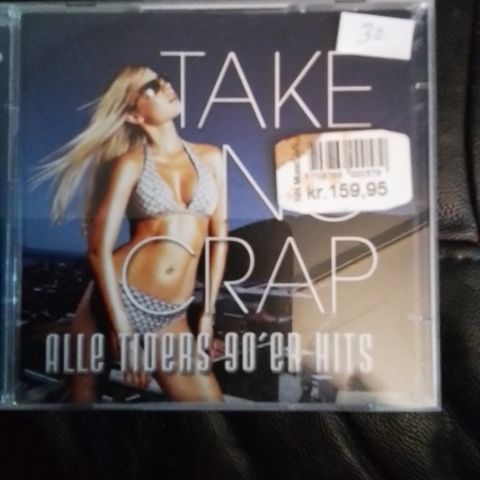 30
TAKE
NO
CRAP
kr.159,95
ALLE TIDERS 90'ER HITS